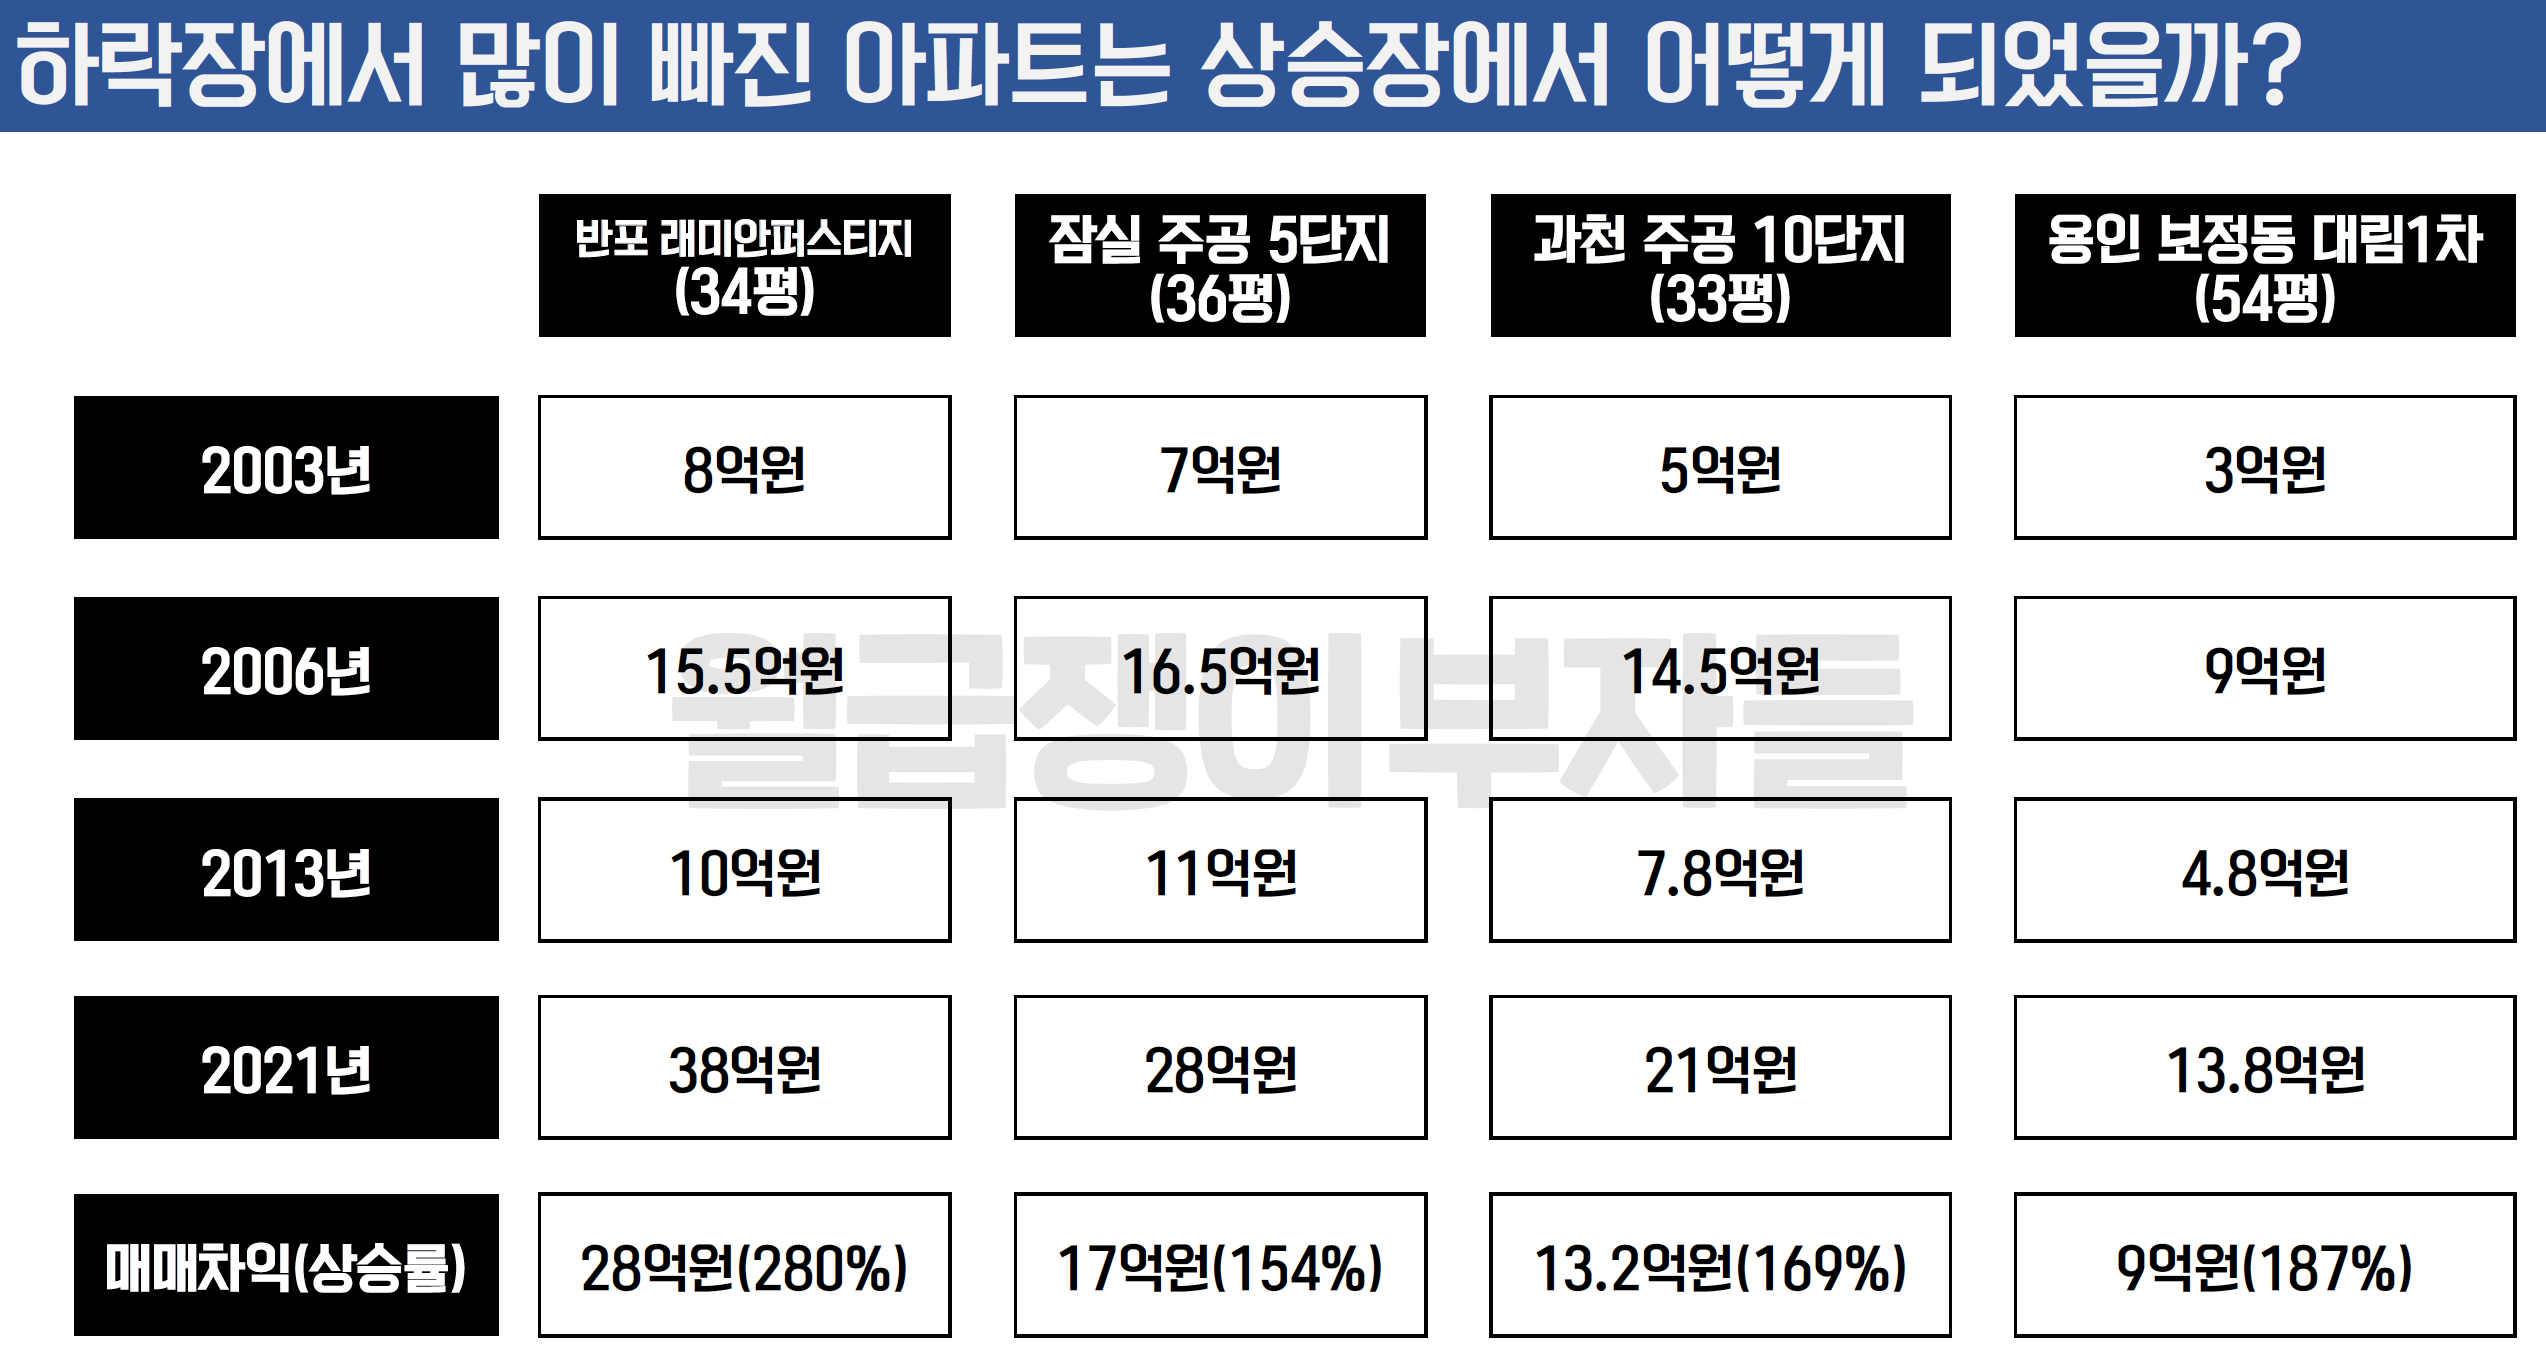 하락장에서 많이 빠진 아파트는 상승장에서 어떻게 되었을까?
반포 래미안퍼스티지
(34평)
잠실 주공 5단지
(36평)
과천 주공 10단지
(33평)
용인 보정동 대림1차
(54평)
2003년
8억원
7억원
5억원
3억원
2006년
15.5억원
16.5억원
14.5억원
9억원
월급쟁이부자들
2013년
10억원
11억원
7.8억원
4.8억원
2021년
38억원
28억원
21억원
13.8억원
매매차익(상승률)
28억원(280%)
17억원(154%)
13.2억원(169%)
9억원(187%)